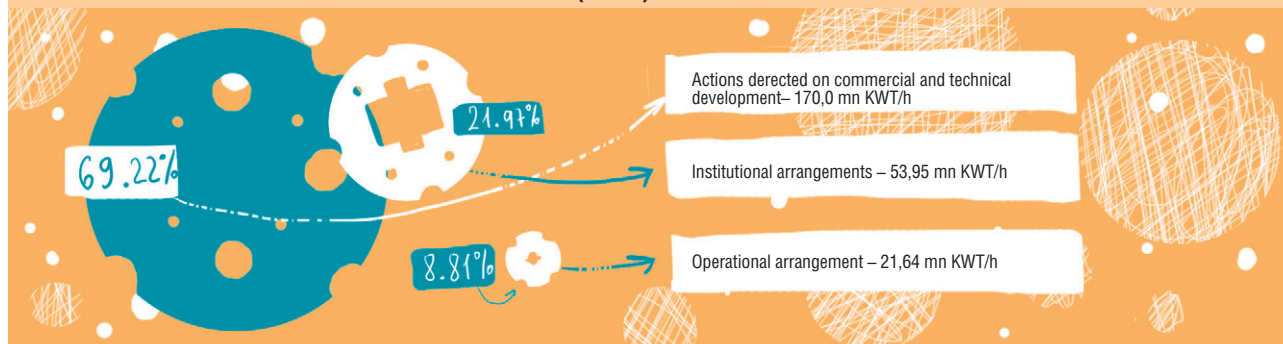 Actions derected on commercial and technical
development– 170,0 mn KWT/h
21.97%
69.22%
Institutional arrangements – 53,95 mn KWT/h
8.81%
Operational arrangement – 21,64 mn KWT/h